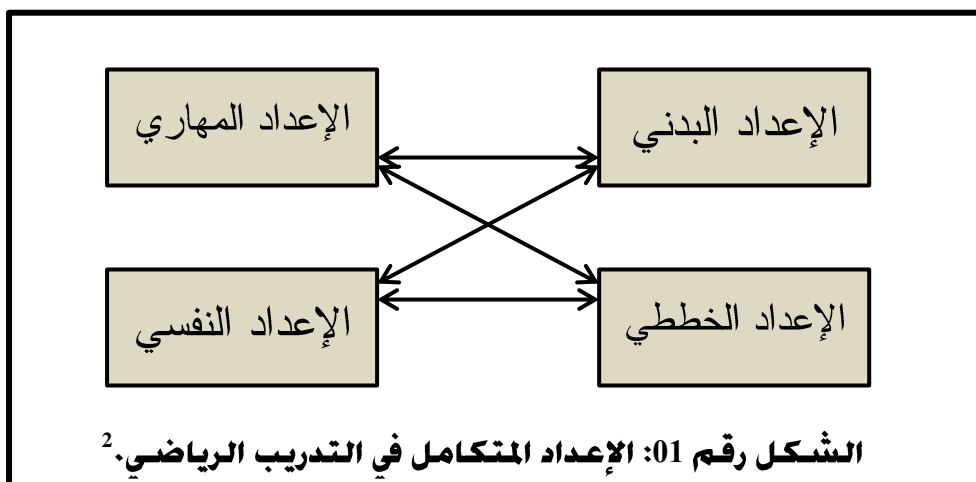 الإعداد البدني
الإعداد المهاري
الإعداد الخططي
الإعداد النفسي
الشكل رقم 01: الإعداد المتكامل في التدريب الرياضي.2